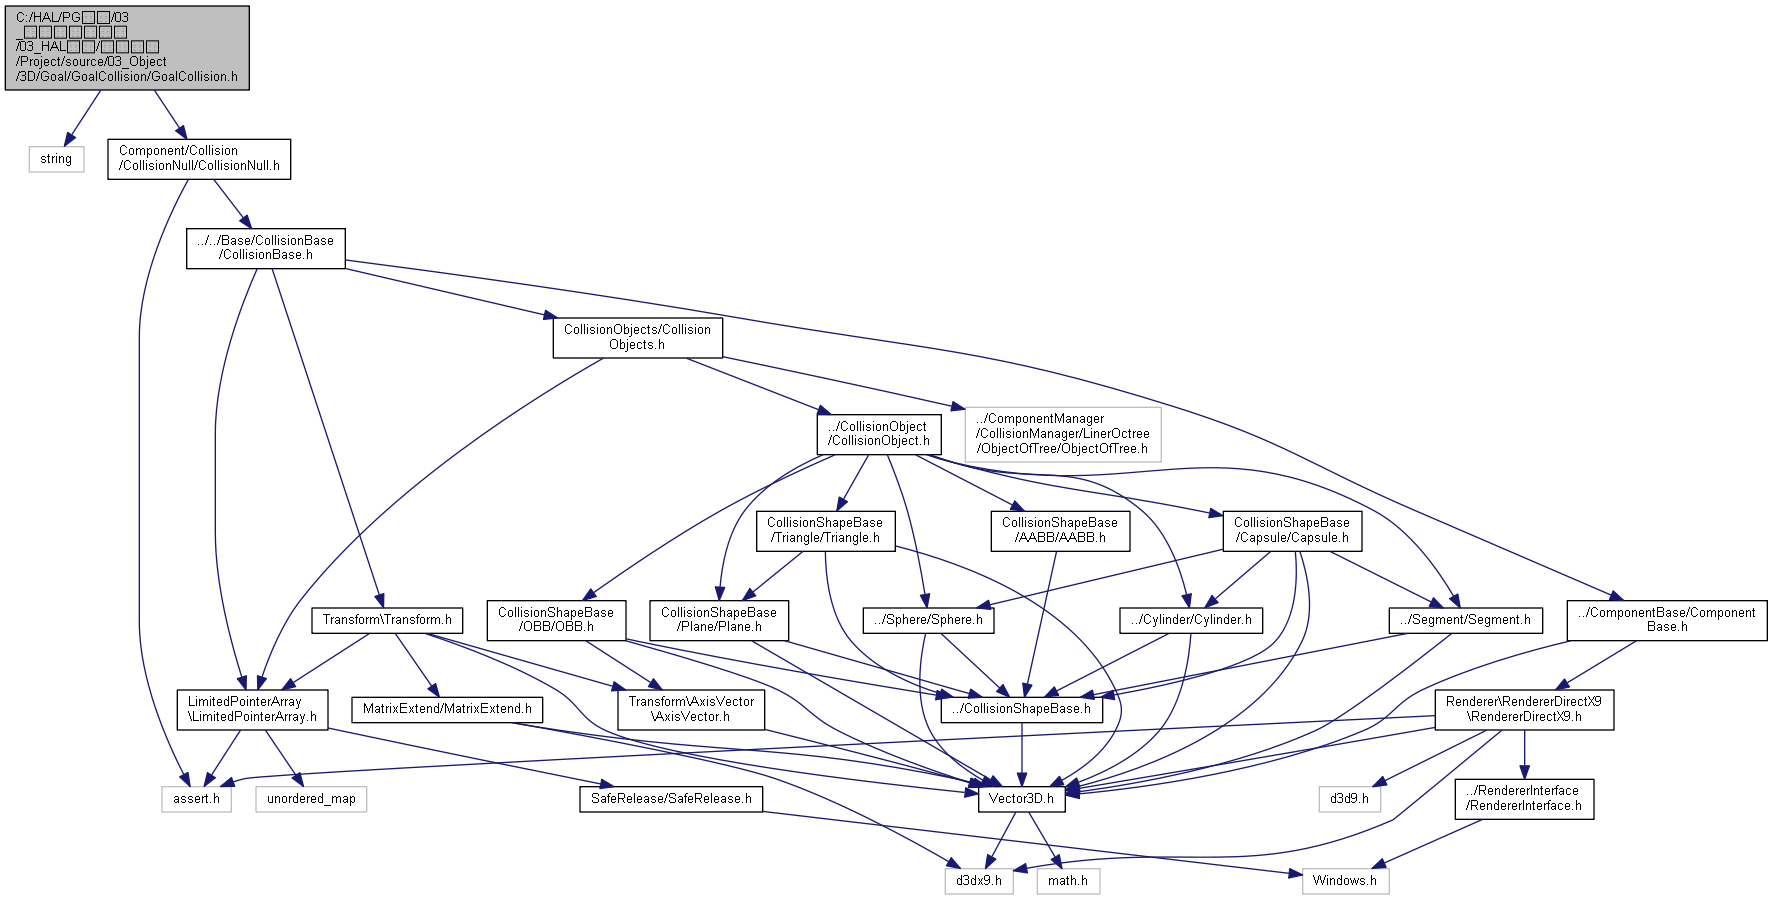 C:/HAL/PG□□/03
_□□□□□□□
/03_HAL□□/□□□□
/Project/source/03_Object
/3D/Goal/GoalCollision/GoalCollision.h
string
Component/Collision
/CollisionNull/CollisionNull.h
../../Base/CollisionBase
/CollisionBase.h
CollisionObjects/Collision
Objects.h
../CollisionObject
/CollisionObject.h
../ComponentManager
/CollisionManager/LinerOctree
/ObjectOfTree/ObjectOfTree.h
CollisionShapeBase
/Triangle/Triangle.h
CollisionShapeBase
/AABB/AABB.h
CollisionShapeBase
/Capsule/Capsule.h
Transform\Transform.h
CollisionShapeBase
/OBB/OBB.h
CollisionShapeBase
/Plane/Plane.h
../Sphere/Sphere.h
../Cylinder/Cylinder.h
../Segment/Segment.h
../ComponentBase/Component
Base.h
LimitedPointerArray
\LimitedPointerArray.h
MatrixExtend/MatrixExtend.h
Transform\AxisVector
\AxisVector.h
../CollisionShapeBase.h
Renderer\RendererDirectX9
\RendererDirectX9.h
assert.h
unordered_map
SafeRelease/SafeRelease.h
Vector3D.h
d3d9.h
../RendererInterface
/RendererInterface.h
d3dx9.h
math.h
Windows.h